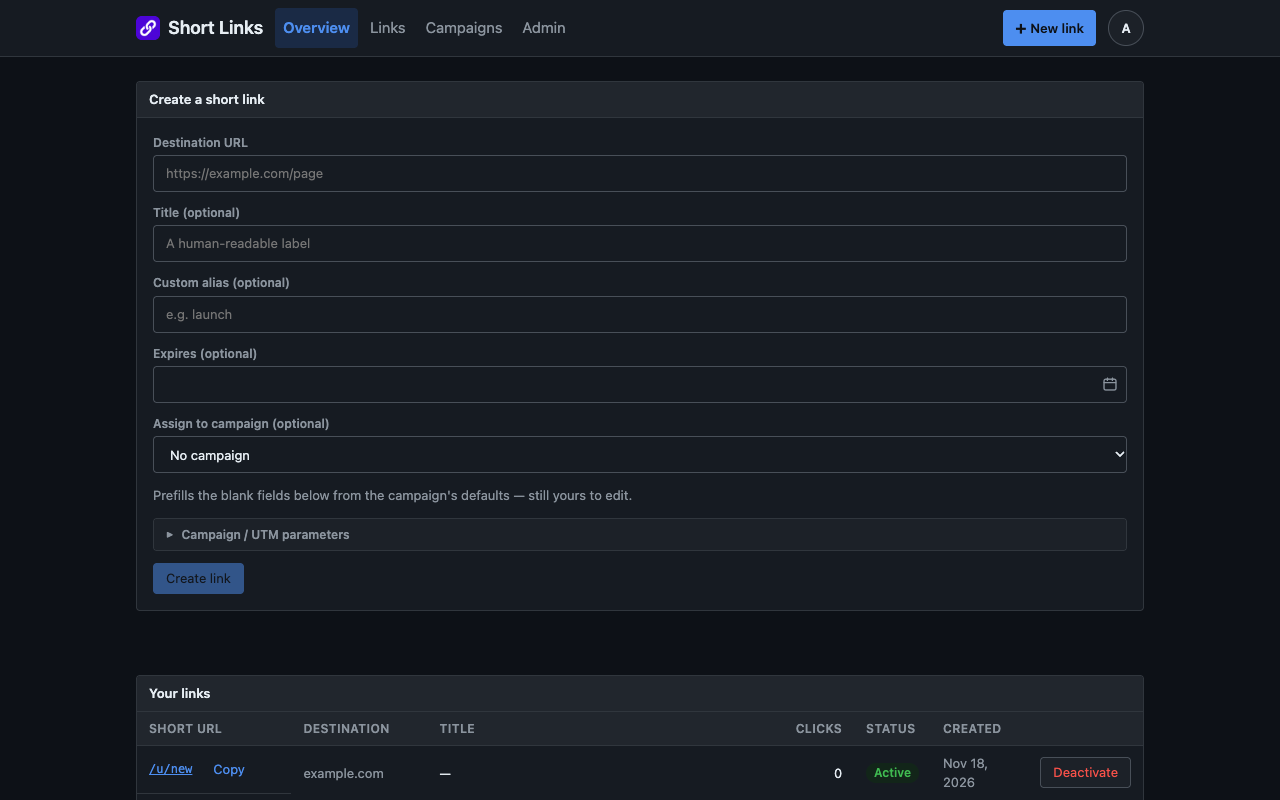 Short Links
Overview
Links
Campaigns
Admin
+ New link
A
Create a short link
Destination URL
https://example.com/page
Title (optional)
A human-readable label
Custom alias (optional)
e.g. launch
Expires (optional)
Assign to campaign (optional)
No campaign
Prefills the blank fields below from the campaign's defaults — still yours to edit.
Campaign / UTM parameters
Create link
Your links
SHORT URL DESTINATION TITLE CLICKS STATUS CREATED
/u/new Copy example.com — 0 Active Nov 18, 2026 Deactivate